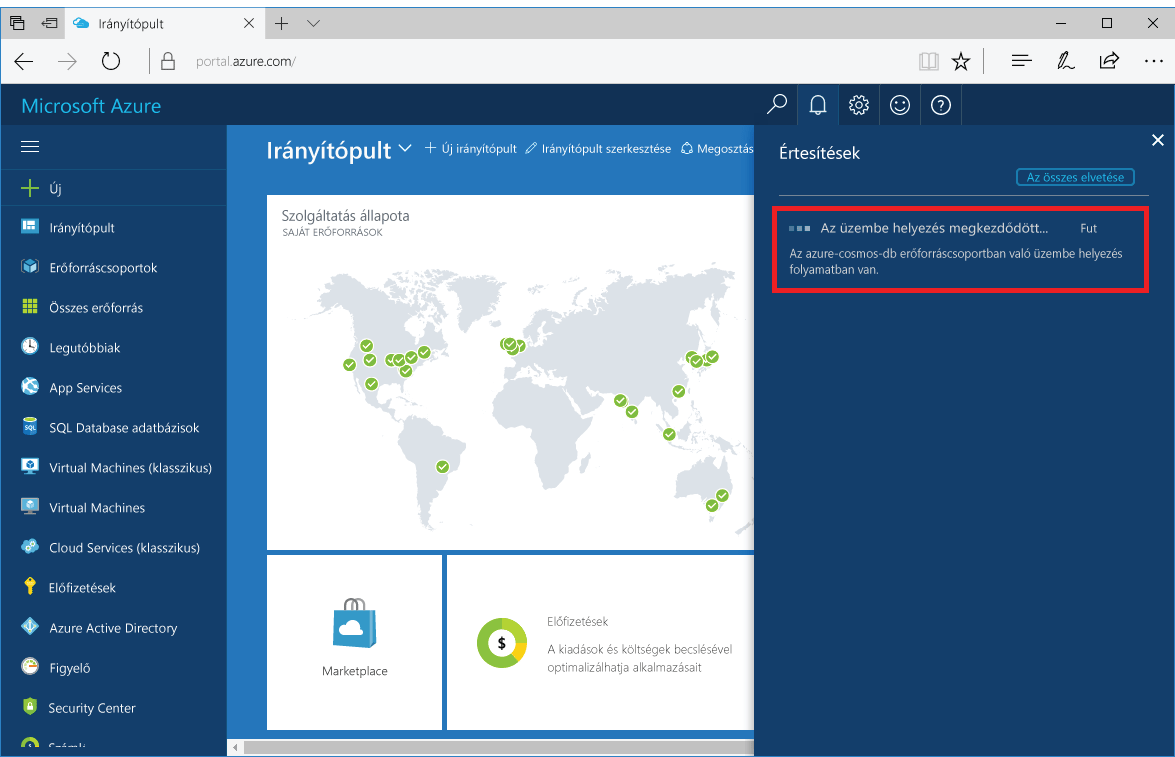 Irányítópult
portal.azure.com/
Microsoft Azure
Új
Irányítópult
Erőforráscsoportok
Összes erőforrás
Legutóbbiak
App Services
SQL Database adatbázisok
Virtual Machines (klasszikus)
Virtual Machines
Cloud Services (klasszikus)
Előfizetések
Azure Active Directory
Figyelő
Security Center
Irányítópult
Új irányítópult
Irányítópult szerkesztése
Megosztás
Szolgáltatás állapota
SAJÁT ERŐFORRÁSOK
Marketplace
$
Előfizetések
A kiadások és költségek becslésével
optimalizálhatja alkalmazásait
Értesítések
Az összes elvetése
Az üzembe helyezés megkezdődött... Fut
Az azure-cosmos-db erőforráscsoportban való üzembe helyezés
folyamatban van.